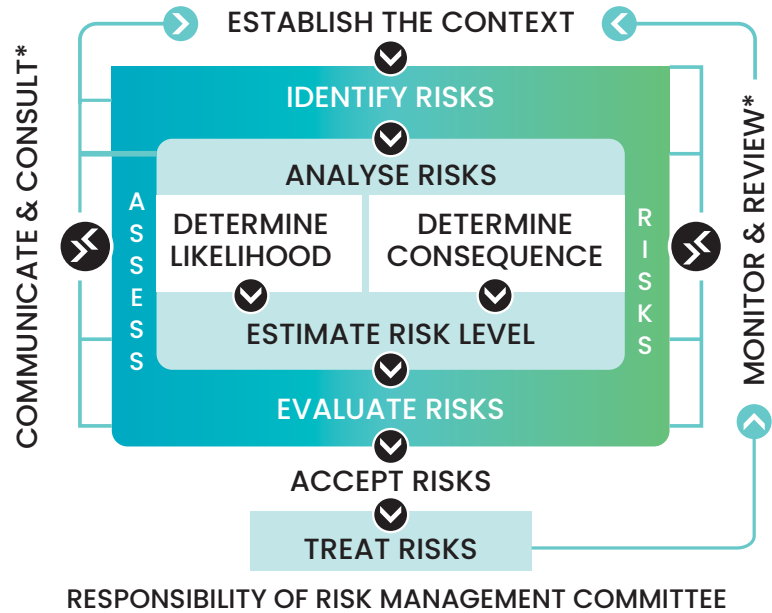 ESTABLISH THE CONTEXT
COMMUNICATE & CONSULT*
MONITOR & REVIEW*
IDENTIFY RISKS
ANALYSE RISKS
ASSESS
RISKS
DETERMINE
LIKELIHOOD
DETERMINE
CONSEQUENCE
ESTIMATE RISK LEVEL
EVALUATE RISKS
ACCEPT RISKS
TREAT RISKS
RESPONSIBILITY OF RISK MANAGEMENT COMMITTEE